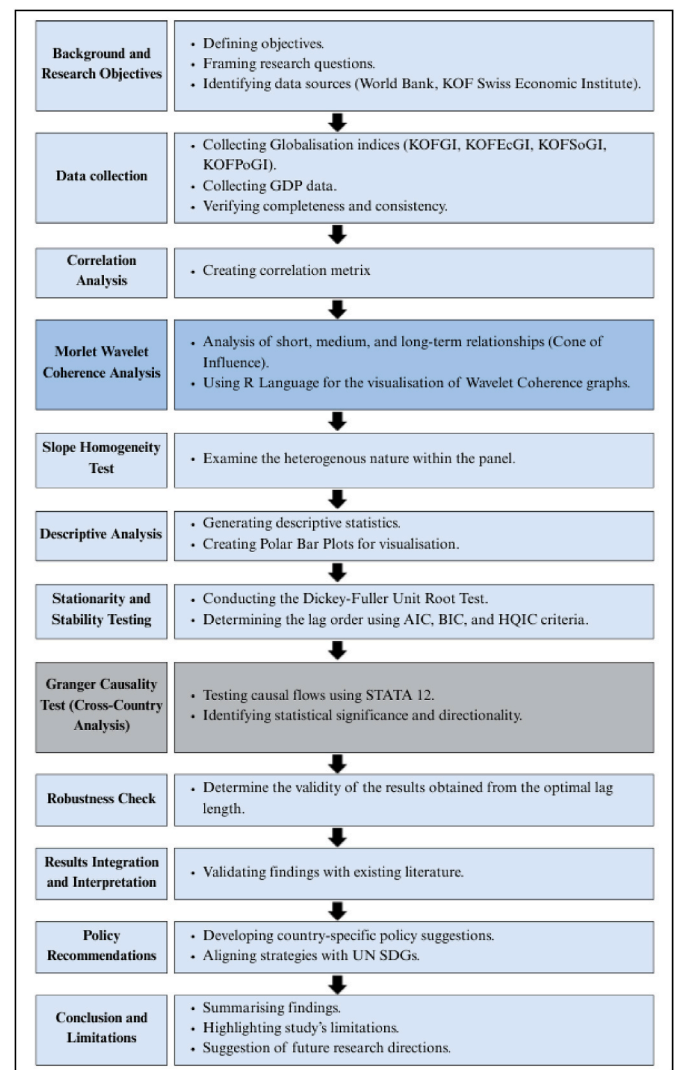 Background and
Research Objectives
• Defining objectives.
• Framing research questions.
• Identifying data sources (World Bank, KOF Swiss Economic Institute).
Data collection
• Collecting Globalisation indices (KOFGI, KOFEcGI, KOFSoGI,
KOFPoGI).
• Collecting GDP data.
• Verifying completeness and consistency.
Correlation
Analysis
• Creating correlation metrix
Morlet Wavelet
Coherence Analysis
• Analysis of short, medium, and long-term relationships (Cone of
Influence).
• Using R Language for the visualisation of Wavelet Coherence graphs.
Slope Homogeneity
Test
• Examine the heterogenous nature within the panel.
Descriptive Analysis
• Generating descriptive statistics.
• Creating Polar Bar Plots for visualisation.
Stationarity and
Stability Testing
• Conducting the Dickey-Fuller Unit Root Test.
• Determining the lag order using AIC, BIC, and HQIC criteria.
Granger Causality
Test (Cross-Country
Analysis)
• Testing causal flows using STATA 12.
• Identifying statistical significance and directionality.
Robustness Check
• Determine the validity of the results obtained from the optimal lag
length.
Results Integration
and Interpretation
• Validating findings with existing literature.
Policy
Recommendations
• Developing country-specific policy suggestions.
• Aligning strategies with UN SDGs.
Conclusion and
Limitations
• Summarising findings.
• Highlighting study's limitations.
• Suggestion of future research directions.